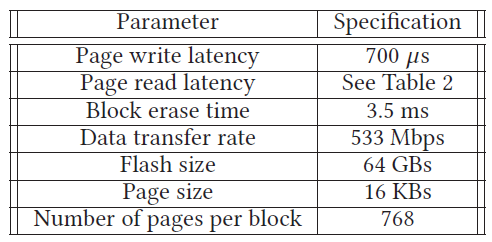 Parameter Specification
Page write latency 700 μs
Page read latency See Table 2
Block erase time 3.5 ms
Data transfer rate 533 Mbps
Flash size 64 GBs
Page size 16 KBs
Number of pages per block 768